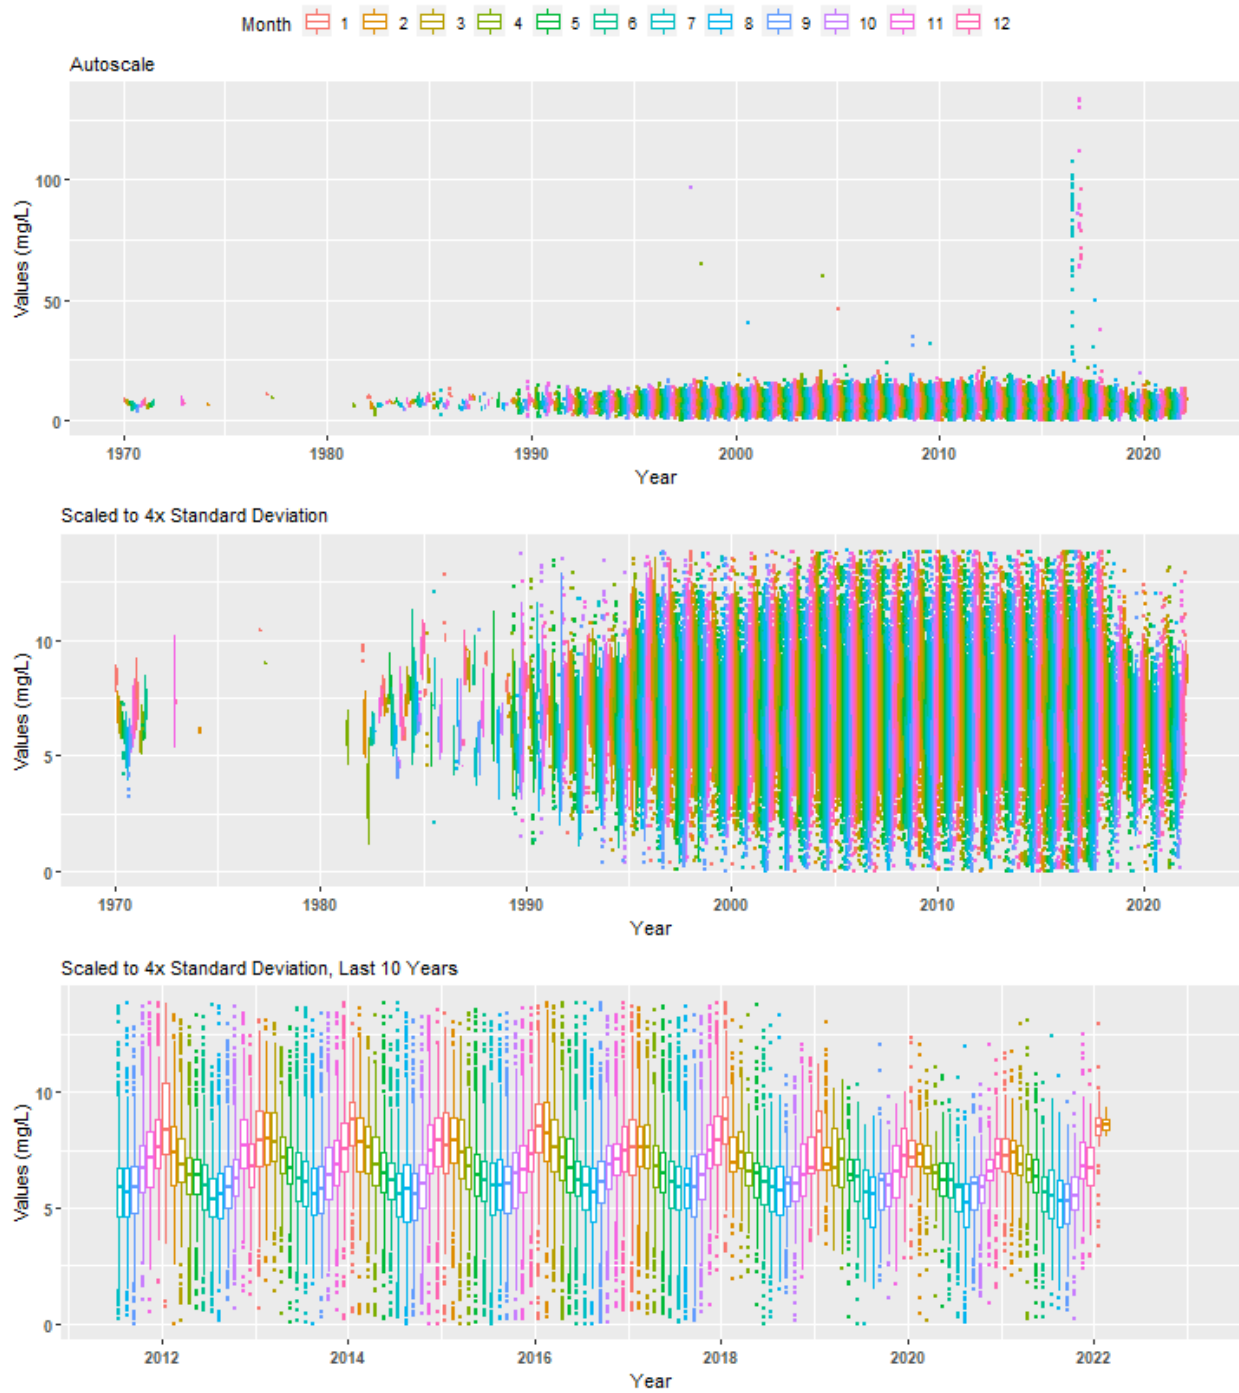 Month 1 2 3 4 5 6 7 8 9 10 11 12
Autoscale
Values (mg/L)
100
50
0
1970 1980 1990 2000 2010 2020
Year
Scaled to 4x Standard Deviation
Values (mg/L)
10
5
0
1970 1980 1990 2000 2010 2020
Year
Scaled to 4x Standard Deviation, Last 10 Years
Values (mg/L)
10
5
0
2012 2014 2016 2018 2020 2022
Year